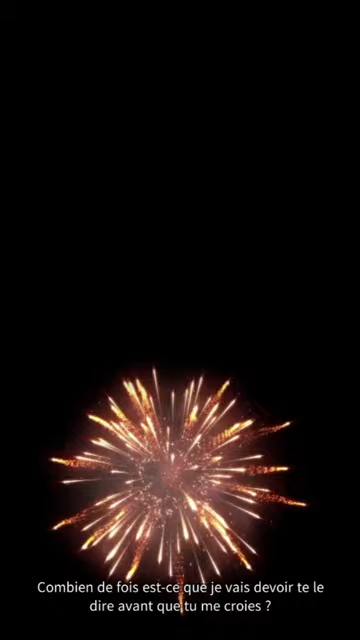 Combien de fois est-ce que je vais devoir te le
dire avant que tu me croies ?